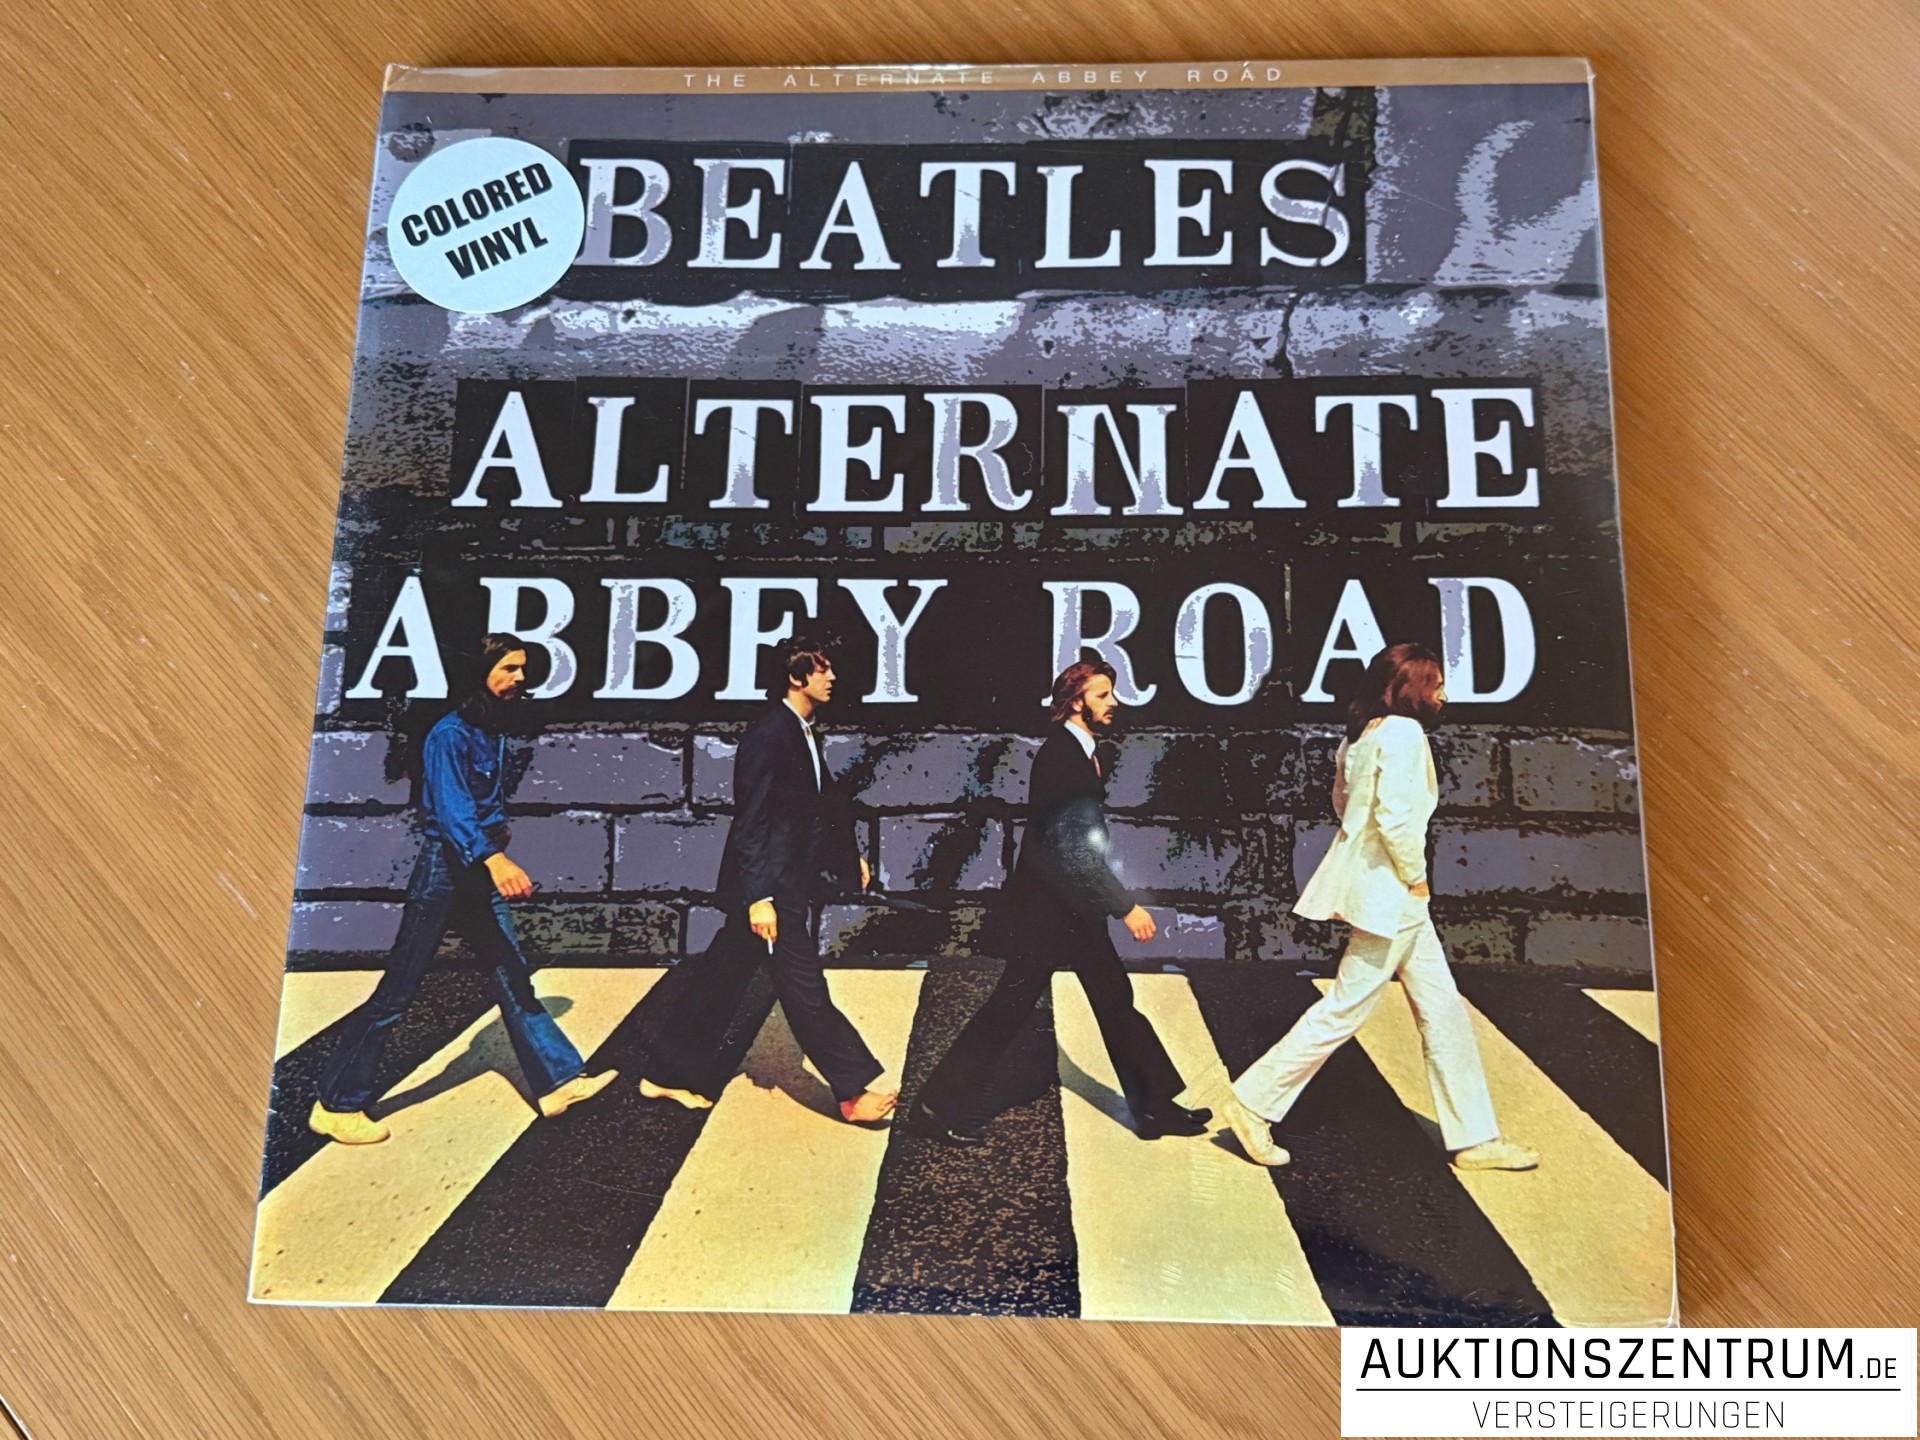 THE ALTERNATE ABBEY ROAD
COLORED
VINYL
BEATLES
ALTERNATE
ABBEY ROAD
AUKTIONSZENTRUM.DE
VERSTEIGERUNGEN